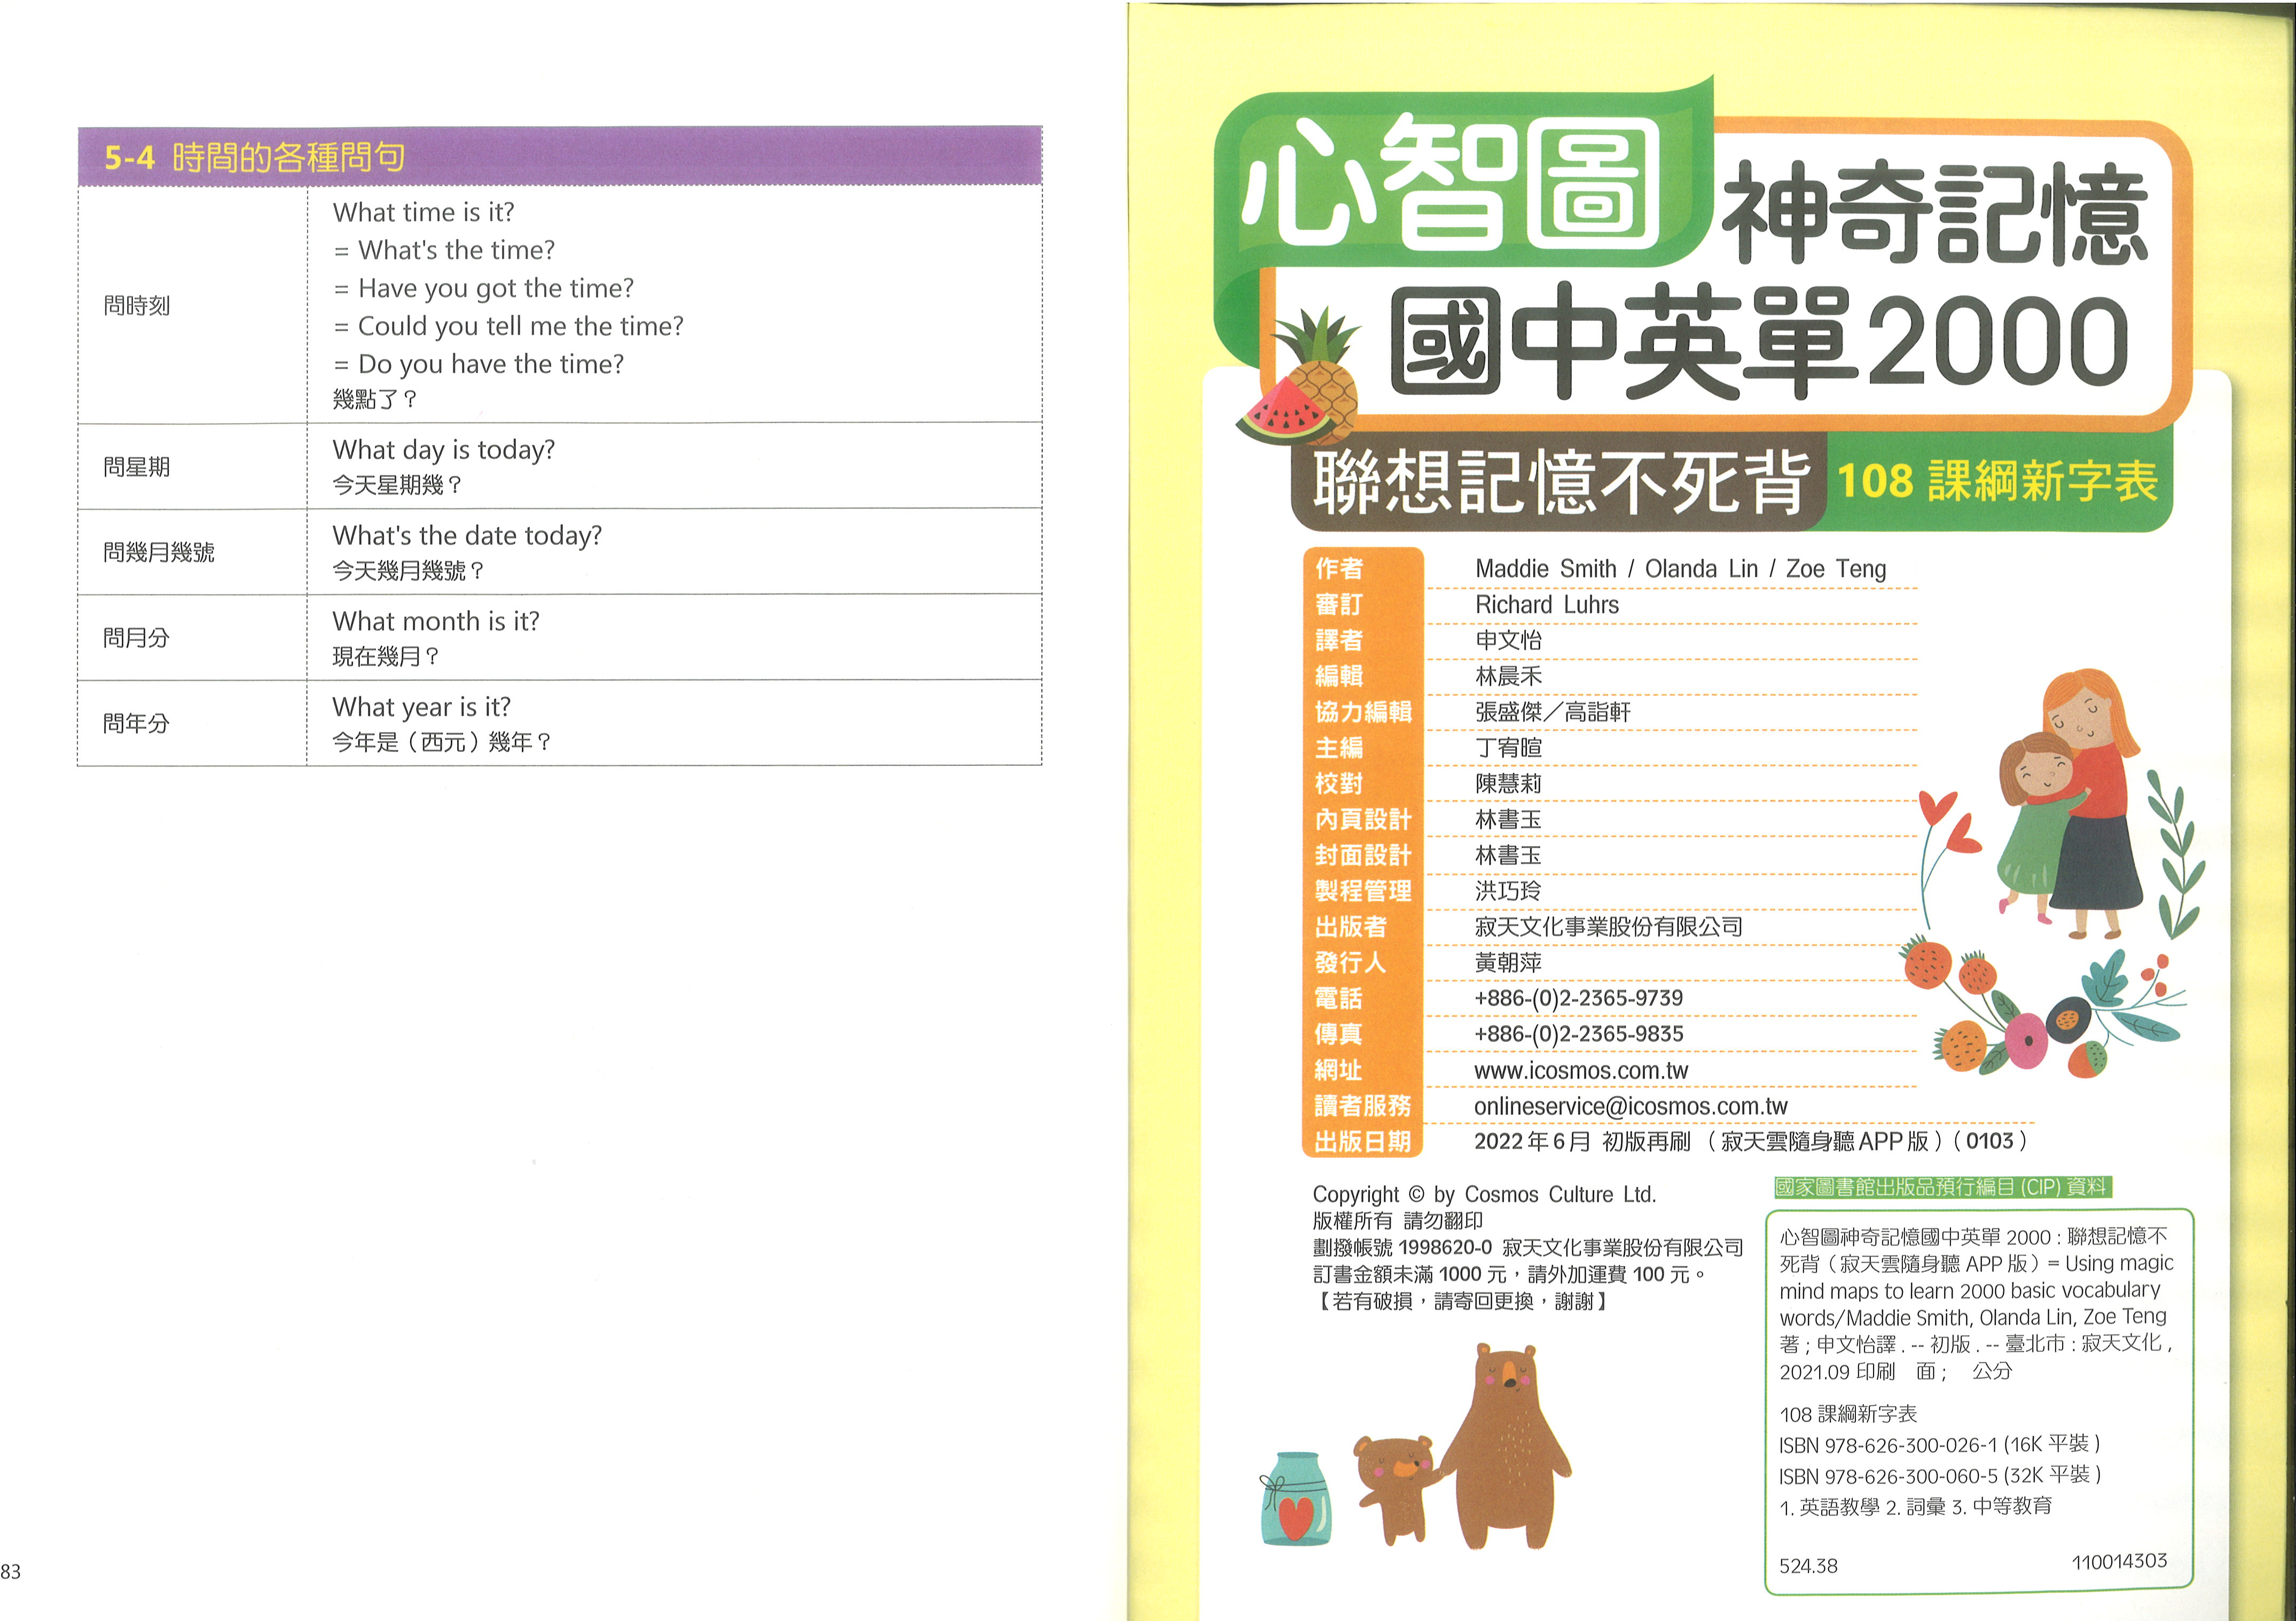 5-4 時間的各種問句
問時刻
What time is it?
= What's the time?
= Have you got the time?
= Could you tell me the time?
= Do you have the time?
幾點了？
問星期
What day is today?
今天星期幾？
問幾月幾號
What's the date today?
今天幾月幾號？
問月分
What month is it?
現在幾月？
問年分
What year is it?
今年是（西元）幾年？
83
心智圖 神奇記憶
國中英單2000
聯想記憶不死背 108 課綱新字表
作者 Maddie Smith / Olanda Lin / Zoe Teng
審訂 Richard Luhrs
譯者 申文怡
編輯 林晨禾
協力編輯 張盛傑／高詣軒
主編 丁宥暄
校對 陳慧莉
內頁設計 林書玉
封面設計 林書玉
製程管理 洪巧玲
出版者 寂天文化事業股份有限公司
發行人 黃朝萍
電話 +886-(0)2-2365-9739
傳真 +886-(0)2-2365-9835
網址 www.icosmos.com.tw
讀者服務 onlineservice@icosmos.com.tw
出版日期 2022 年 6 月 初版再刷 （寂天雲隨身聽 APP 版）（0103）
Copyright © by Cosmos Culture Ltd.
版權所有 請勿翻印
劃撥帳號 1998620-0 寂天文化事業股份有限公司
訂書金額未滿 1000 元，請外加運費 100 元。
【若有破損，請寄回更換，謝謝】
國家圖書館出版品預行編目 (CIP) 資料
心智圖神奇記憶國中英單 2000 : 聯想記憶不
死背（寂天雲隨身聽 APP 版）= Using magic
mind maps to learn 2000 basic vocabulary
words/Maddie Smith, Olanda Lin, Zoe Teng
著 ; 申文怡譯 . -- 初版 . -- 臺北市 : 寂天文化 ,
2021.09 印刷 面 ; 公分
108 課綱新字表
ISBN 978-626-300-026-1 (16K 平裝 )
ISBN 978-626-300-060-5 (32K 平裝 )
1. 英語教學 2. 詞彙 3. 中等教育
524.38 110014303